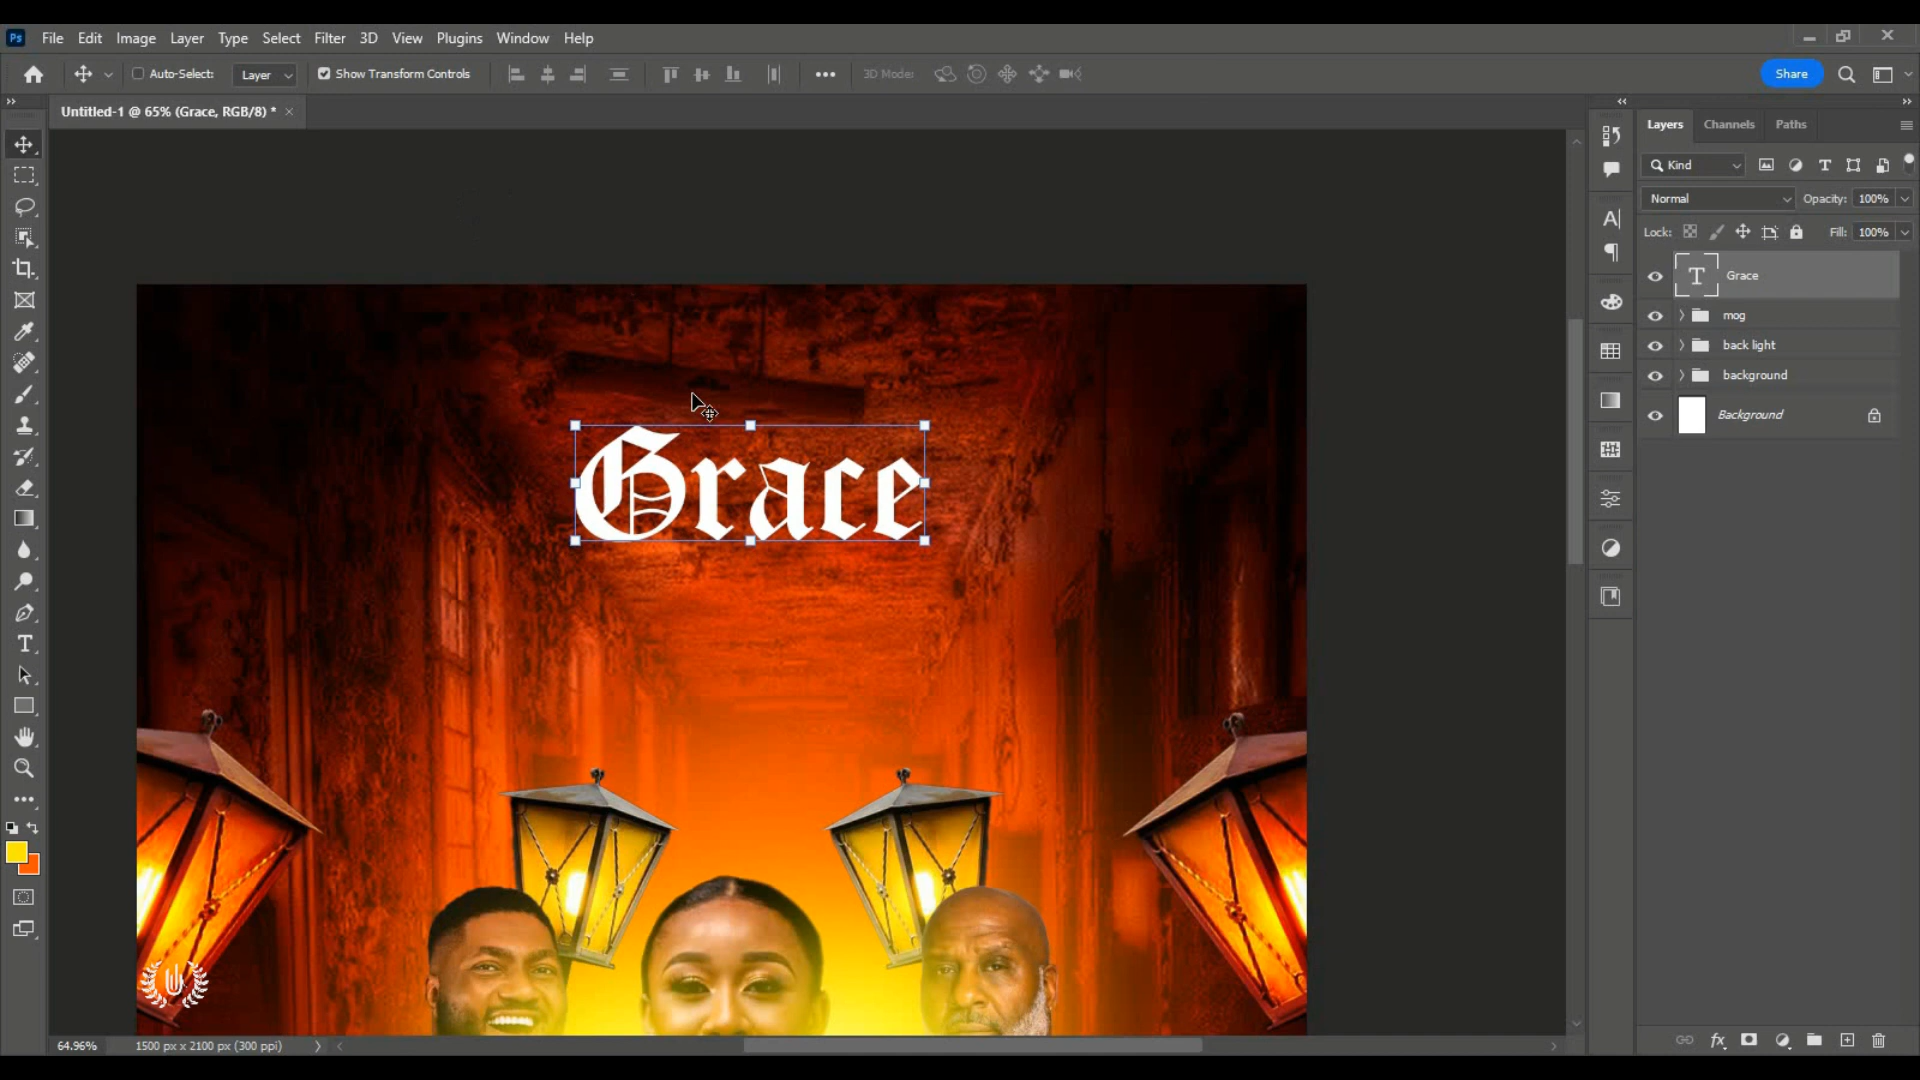 Ps File Edit Image Layer Type Select Filter 3D View Plugins Window Help
Auto-Select: Layer Show Transform Controls 3D Mode: Share
Untitled-1 @ 65% (Grace, RGB/8) *
Layers Channels Paths
Kind
Normal Opacity: 100%
Lock: Fill: 100%
Grace
mog
back light
background
Background
Grace
64.96% 1500 px x 2100 px (300 ppi)